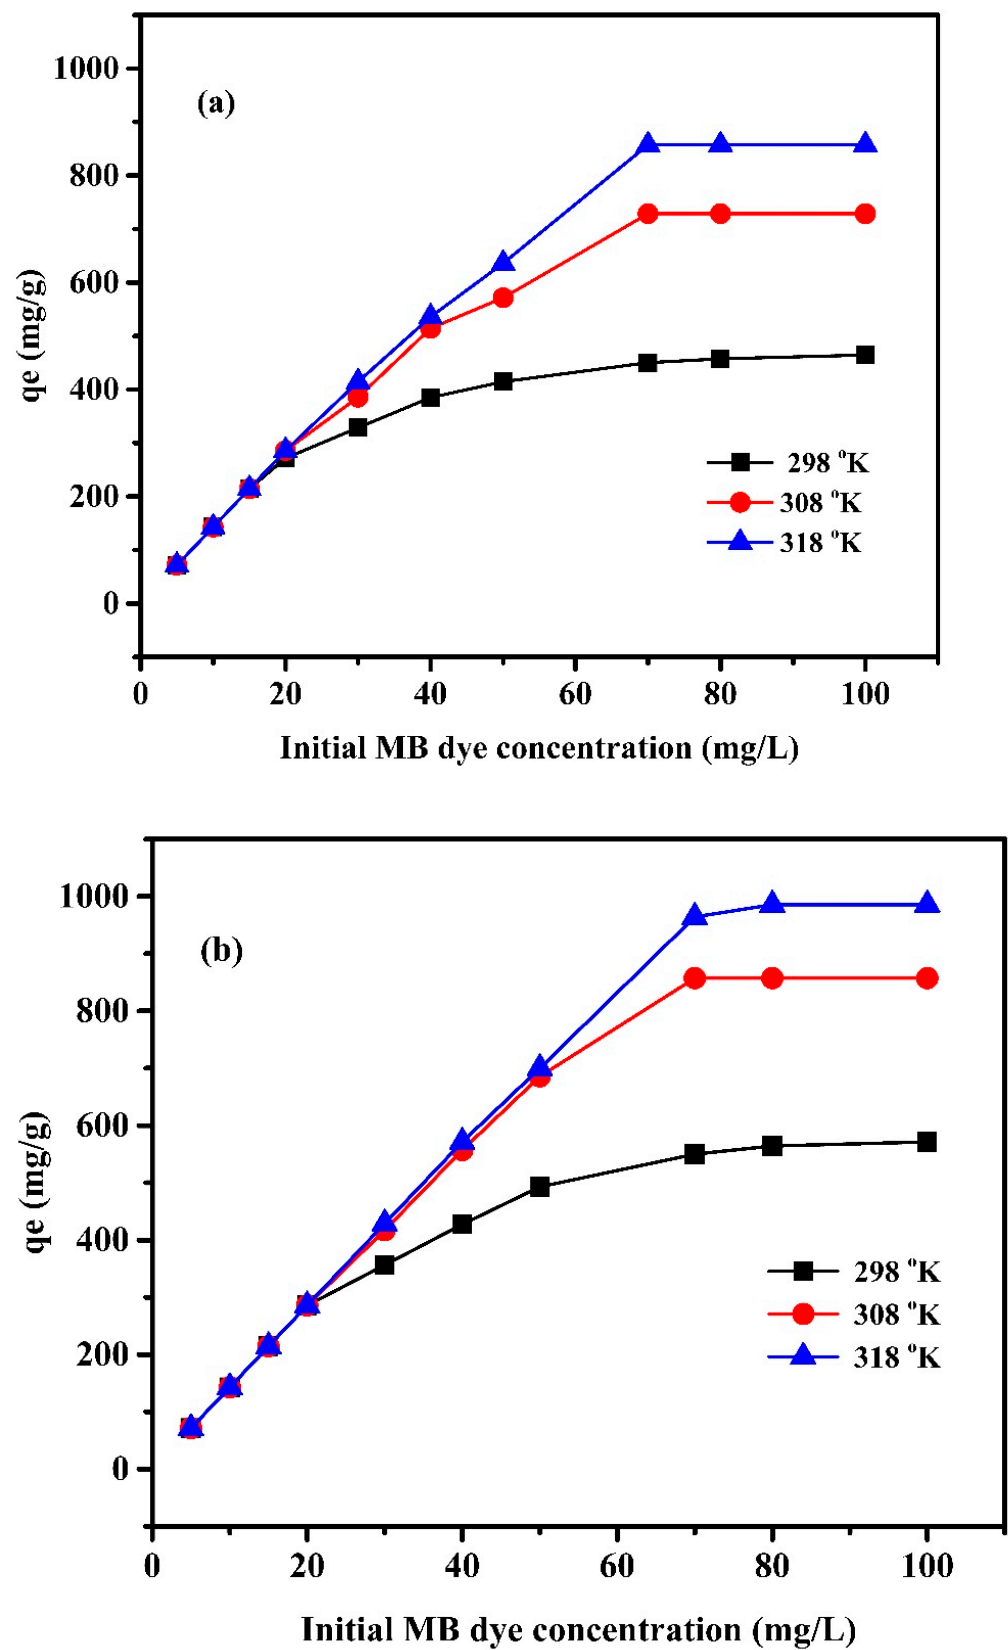 (a)
1000
800
600
400
200
0
qe (mg/g)
298 °K
308 °K
318 °K
0 20 40 60 80 100
Initial MB dye concentration (mg/L)
(b)
1000
800
600
400
200
0
qe (mg/g)
298 °K
308 °K
318 °K
0 20 40 60 80 100
Initial MB dye concentration (mg/L)